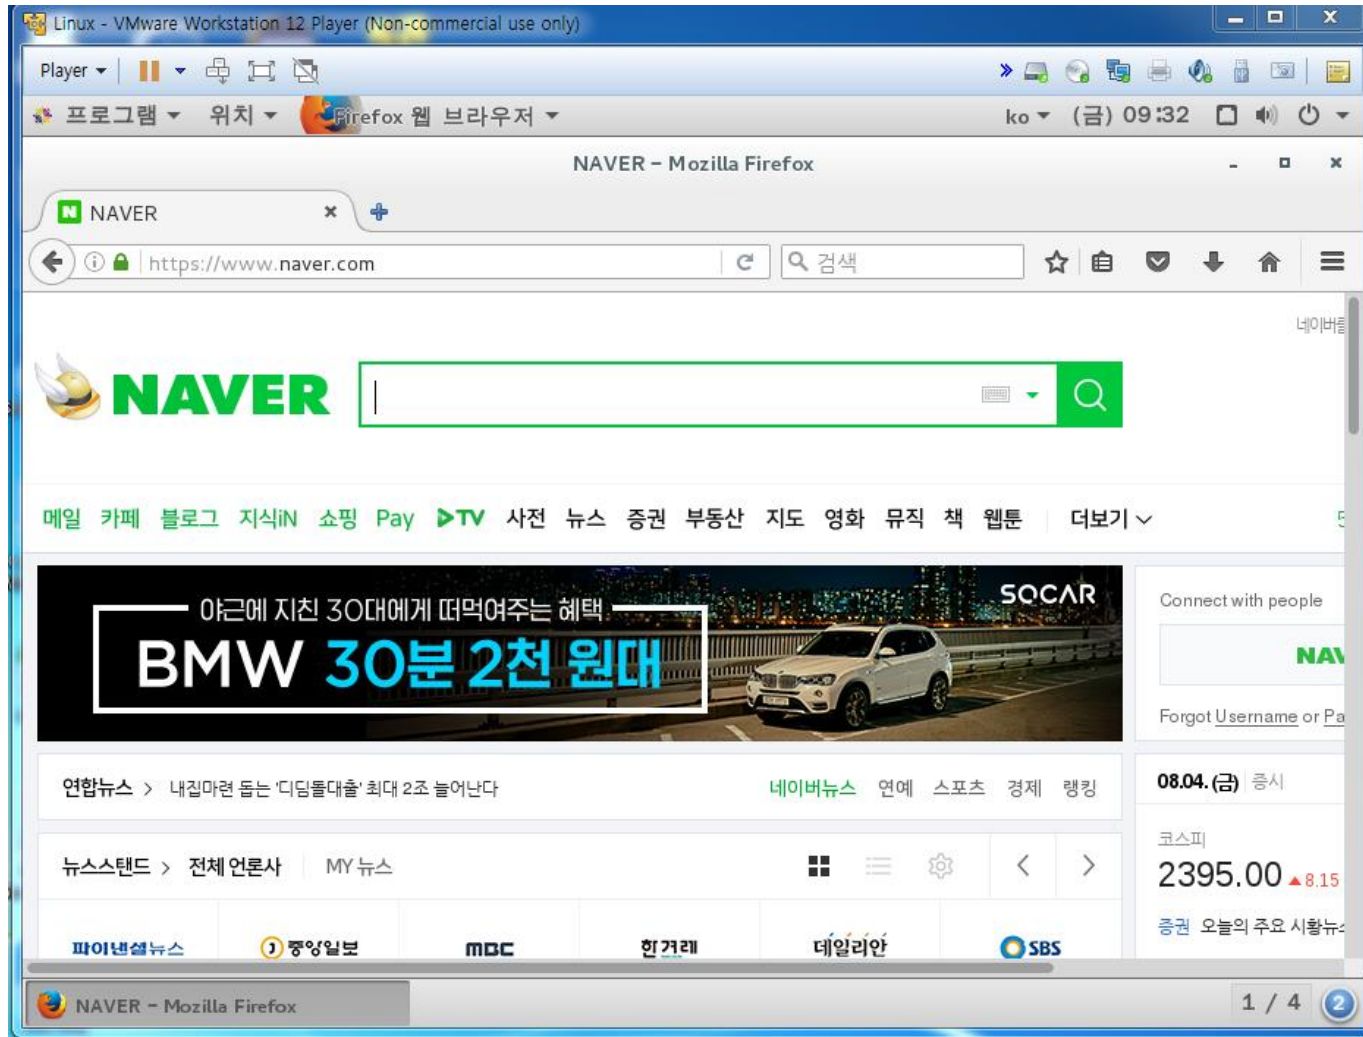 Linux - VMware Workstation 12 Player (Non-commercial use only)
Player
프로그램 위치 Firefox 웹 브라우저 ko (금) 09:32
NAVER - Mozilla Firefox
NAVER
https://www.naver.com 검색
네이버를
NAVER
메일 카페 블로그 지식iN 쇼핑 Pay TV 사전 뉴스 증권 부동산 지도 영화 뮤직 책 웹툰 더보기
야근에 지친 30대에게 떠먹여주는 혜택 SOCAR
BMW 30분 2천 원대
Connect with people
NAV
Forgot Username or Pa
연합뉴스 > 내집마련 돕는 '디딤돌대출' 최대 2조 늘어난다 네이버뉴스 연예 스포츠 경제 랭킹
08.04. (금) 증시
뉴스스탠드 > 전체 언론사 MY 뉴스
코스피
2395.00 ▲8.15
증권 오늘의 주요 시황뉴
파이낸셜뉴스 중앙일보 MBC 한겨레 데일리안 SBS
NAVER - Mozilla Firefox 1 / 4 2